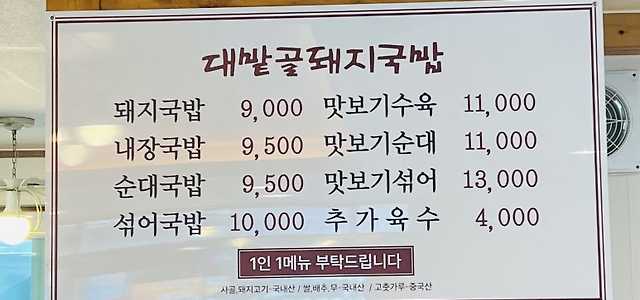 대밭골돼지국밥
돼지국밥 9,000 맛보기수육 11,000
내장국밥 9,500 맛보기순대 11,000
순대국밥 9,500 맛보기섞어 13,000
섞어국밥 10,000 추가육수 4,000
1인 1메뉴 부탁드립니다
사골,돼지고기-국내산 / 쌀,배추,무-국내산 / 고춧가루-중국산